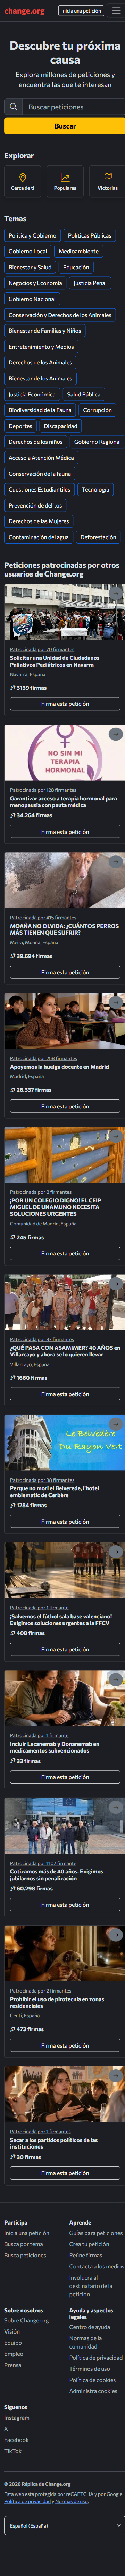 change.org
Inicia una petición
Descubre tu próxima
causa
Explora millones de peticiones y
encuentra las que te interesan
Buscar peticiones
Buscar
Explorar
Cerca de ti
Populares
Victorias
Temas
Política y Gobierno
Políticas Públicas
Gobierno Local
Medioambiente
Bienestar y Salud
Educación
Negocios y Economía
Justicia Penal
Gobierno Nacional
Conservación y Derechos de los Animales
Bienestar de Familias y Niños
Entretenimiento y Medios
Derechos de los Animales
Bienestar de los Animales
Justicia Económica
Salud Pública
Biodiversidad de la Fauna
Corrupción
Deportes
Discapacidad
Derechos de los niños
Gobierno Regional
Acceso a Atención Médica
Conservación de la fauna
Cuestiones Estudiantiles
Tecnología
Prevención de delitos
Derechos de las Mujeres
Contaminación del agua
Deforestación
Peticiones patrocinadas por otros
usuarios de Change.org
Patrocinada por 70 firmantes
Solicitar una Unidad de Ciudadanos
Paliativos Pediátricos en Navarra
Navarra, España
3139 firmas
Firma esta petición
NO SIN MI
TERAPIA
HORMONAL
Patrocinada por 128 firmantes
Garantizar acceso a terapia hormonal para
menopausia con pauta médica
34.264 firmas
Firma esta petición
Patrocinada por 415 firmantes
MOAÑA NO OLVIDA: ¿CUÁNTOS PERROS
MÁS TIENEN QUE SUFRIR?
Meira, Moaña, España
39.694 firmas
Firma esta petición
Patrocinada por 258 firmantes
Apoyemos la huelga docente en Madrid
Madrid, España
26.337 firmas
Firma esta petición
Patrocinada por 8 firmantes
¡POR UN COLEGIO DIGNO! EL CEIP
MIGUEL DE UNAMUNO NECESITA
SOLUCIONES URGENTES
Comunidad de Madrid, España
245 firmas
Firma esta petición
Patrocinada por 37 firmantes
¿QUÉ PASA CON ASAMIMER? 40 AÑOS en
Villarcayo y ahora se lo quieren llevar
Villarcayo, España
1660 firmas
Firma esta petición
Le Belvédère
Du Rayon Vert
Patrocinada por 38 firmantes
Parque no mori el Belverede, l'hotel
emblematic de Cerbère
1284 firmas
Firma esta petición
Patrocinada por 1 firmante
¡Salvemos el fútbol sala base valenciano!
Exigimos soluciones urgentes a la FFCV
408 firmas
Firma esta petición
Patrocinada por 1 firmante
Incluir Lecanemab y Donanemab en
medicamentos subvencionados
33 firmas
Firma esta petición
Patrocinada por 1107 firmante
Cotizamos más de 40 años. Exigimos
jubilarnos sin penalización
60.298 firmas
Firma esta petición
Patrocinada por 2 firmantes
Prohibir el uso de pirotecnia en zonas
residenciales
Ceutí, España
473 firmas
Firma esta petición
Patrocinada por 1 firmantes
Sacar a los partidos políticos de las
instituciones
30 firmas
Firma esta petición
Participa
Inicia una petición
Busca por tema
Busca peticiones
Aprende
Guías para peticiones
Crea tu petición
Reúne firmas
Contacta a los medios
Involucra al
destinatario de la
petición
Sobre nosotros
Sobre Change.org
Visión
Equipo
Empleo
Prensa
Ayuda y aspectos
legales
Centro de ayuda
Normas de la
comunidad
Política de privacidad
Términos de uso
Política de cookies
Administra cookies
Síguenos
Instagram
X
Facebook
TikTok
© 2026 Réplica de Change.org
Esta web está protegida por reCAPTCHA y por Google
Política de privacidad y Normas de uso.
Español (España)